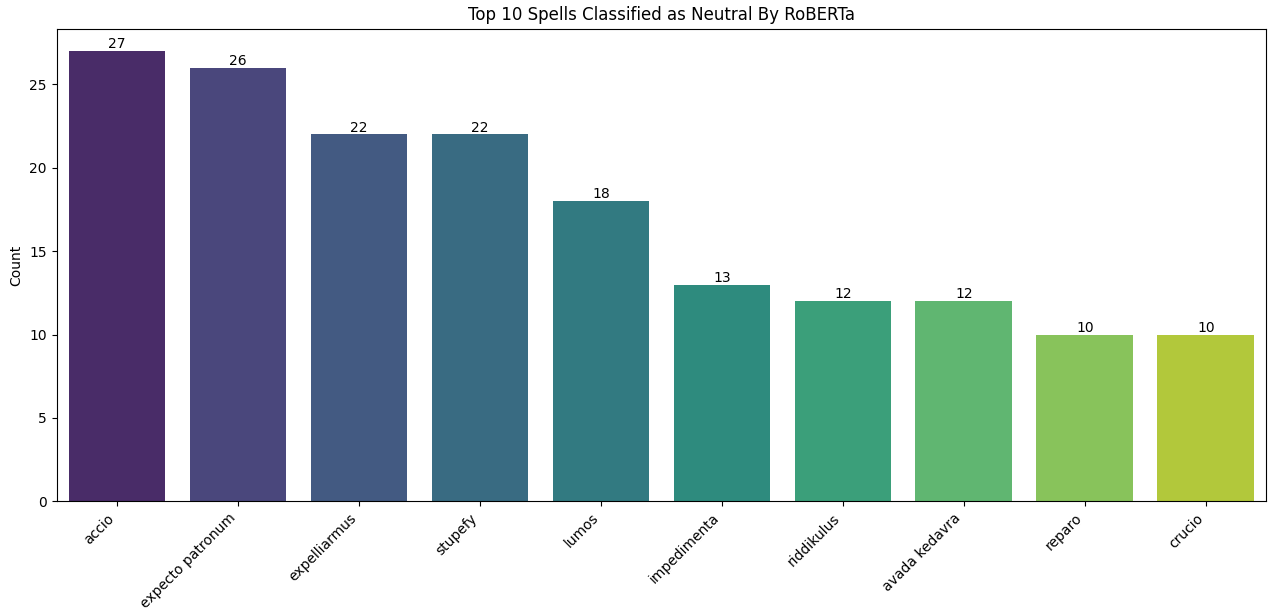 Top 10 Spells Classified as Neutral By RoBERTa
Count
25
20
15
10
5
0
27
26
22
22
18
13
12
12
10
10
accio
expecto patronum
expelliarmus
stupefy
lumos
impedimenta
riddikulus
avada kedavra
reparo
crucio